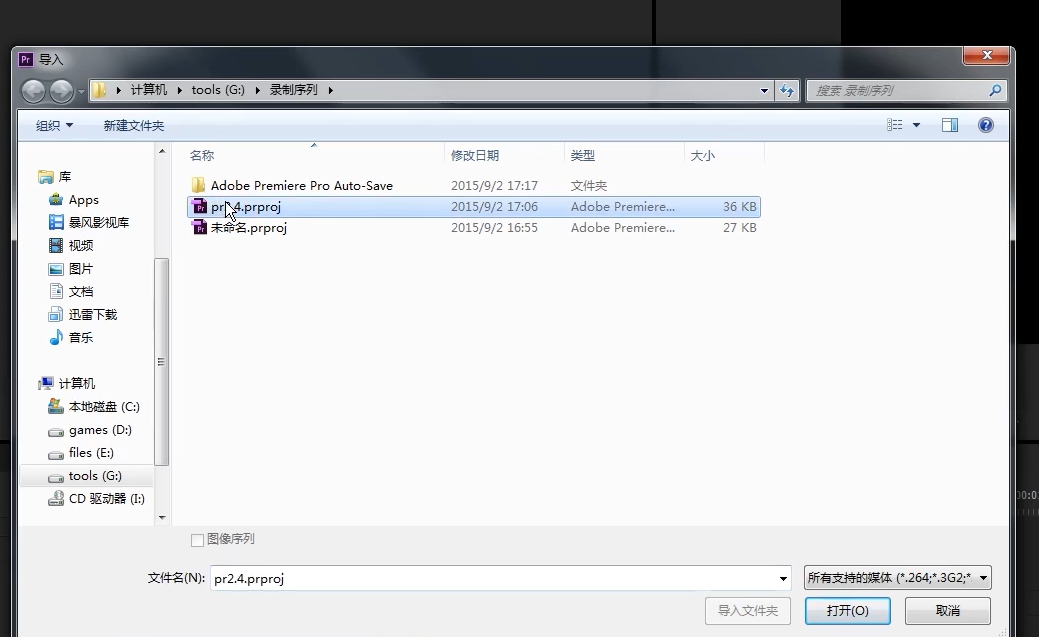 Pr 导入
计算机 tools (G:) 录制序列
搜索 录制序列
组织 新建文件夹
名称 修改日期 类型 大小
Adobe Premiere Pro Auto-Save 2015/9/2 17:17 文件夹
pr2.4.prproj 2015/9/2 17:06 Adobe Premiere... 36 KB
未命名.prproj 2015/9/2 16:55 Adobe Premiere... 27 KB
库
Apps
暴风影视库
视频
图片
文档
迅雷下载
音乐
计算机
本地磁盘 (C:)
games (D:)
files (E:)
tools (G:)
CD 驱动器 (I:)
图像序列
文件名(N): pr2.4.prproj 所有支持的媒体 (*.264;*.3G2;*
导入文件夹 打开(O) 取消